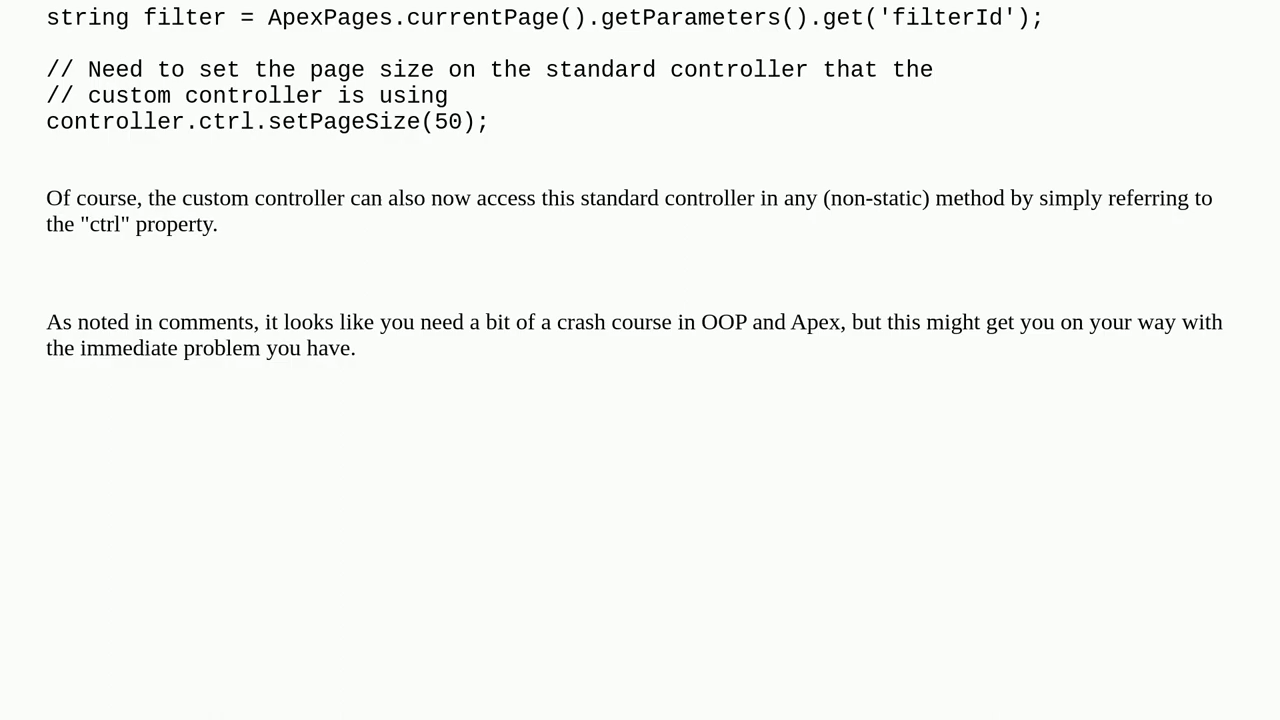 string filter = ApexPages.currentPage().getParameters().get('filterId');
// Need to set the page size on the standard controller that the
// custom controller is using
controller.ctrl.setPageSize(50);
Of course, the custom controller can also now access this standard controller in any (non-static) method by simply referring to
the "ctrl" property.
As noted in comments, it looks like you need a bit of a crash course in OOP and Apex, but this might get you on your way with
the immediate problem you have.